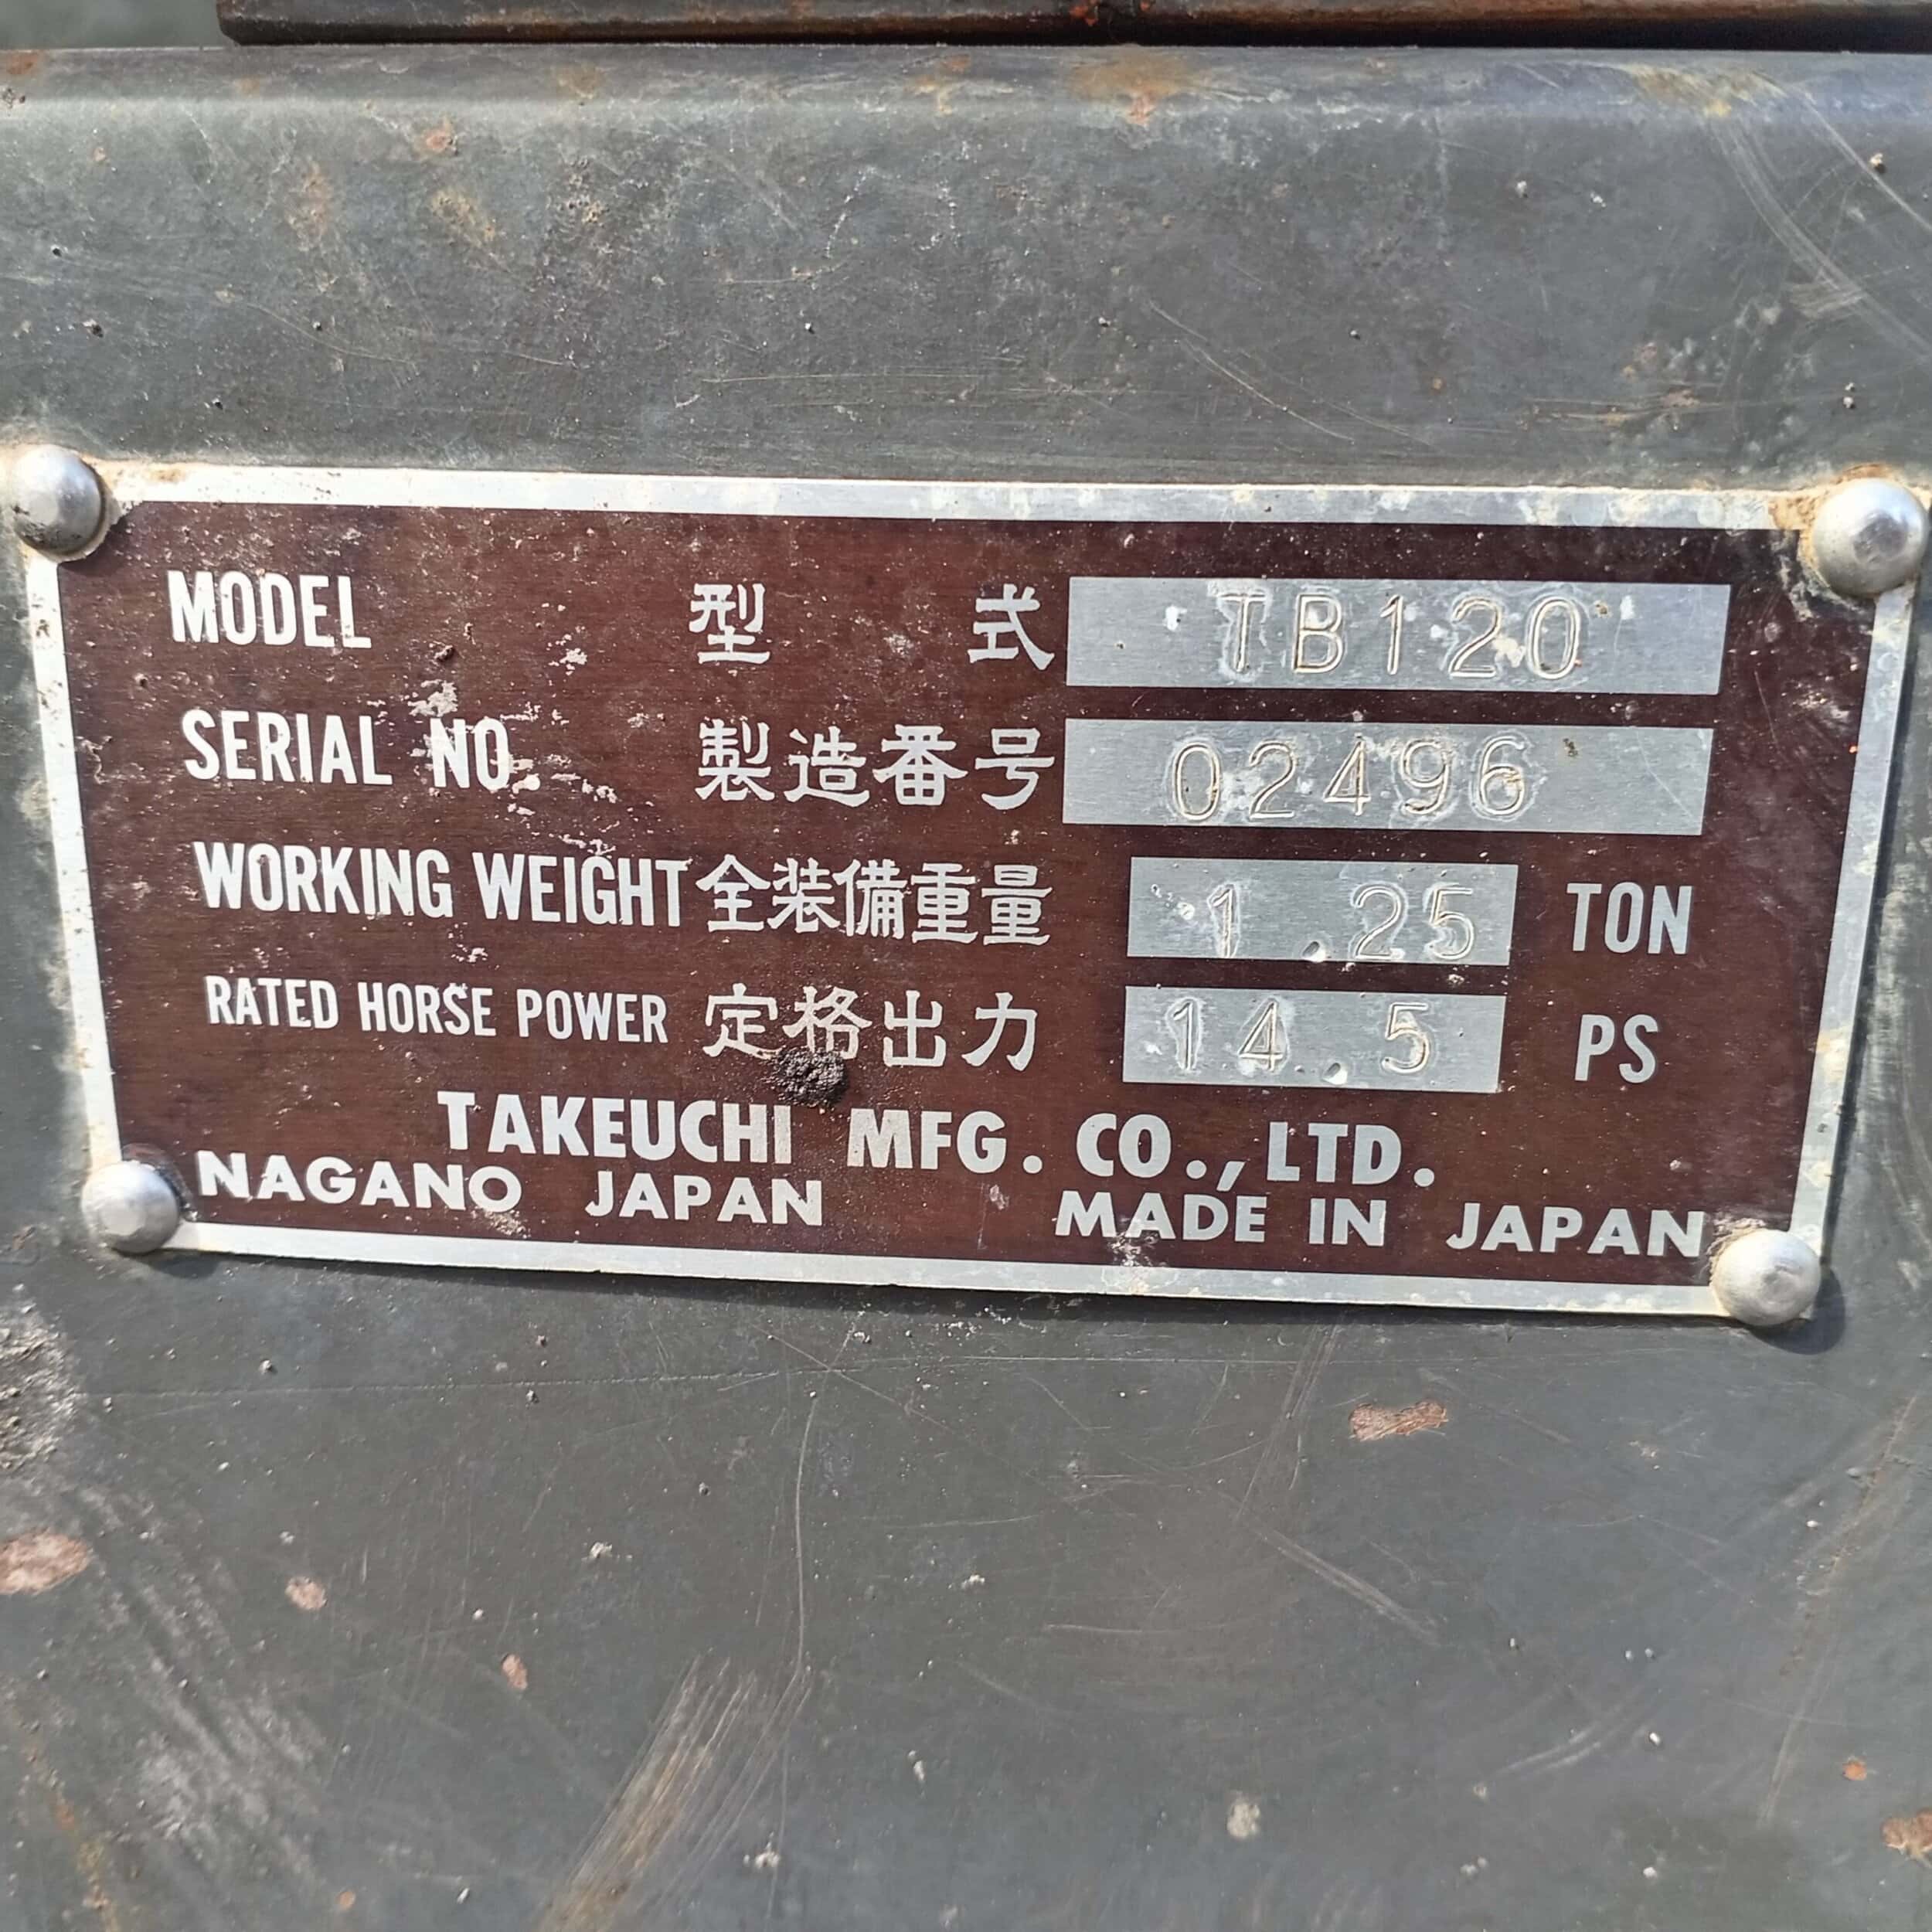 MODEL 型 式 TB120
SERIAL NO. 製造番号 02496
WORKING WEIGHT 全装備重量 1.25 TON
RATED HORSE POWER 定格出力 14.5 PS
TAKEUCHI MFG. CO., LTD.
NAGANO JAPAN MADE IN JAPAN